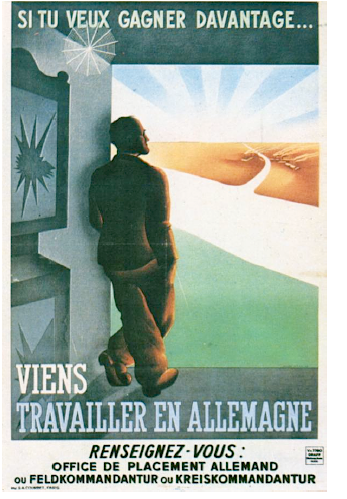 SI TU VEUX GAGNER DAVANTAGE...
VIENS
TRAVAILLER EN ALLEMAGNE
RENSEIGNEZ-VOUS :
OFFICE DE PLACEMENT ALLEMAND
OU FELDKOMMANDANTUR OU KREISKOMMANDANTUR